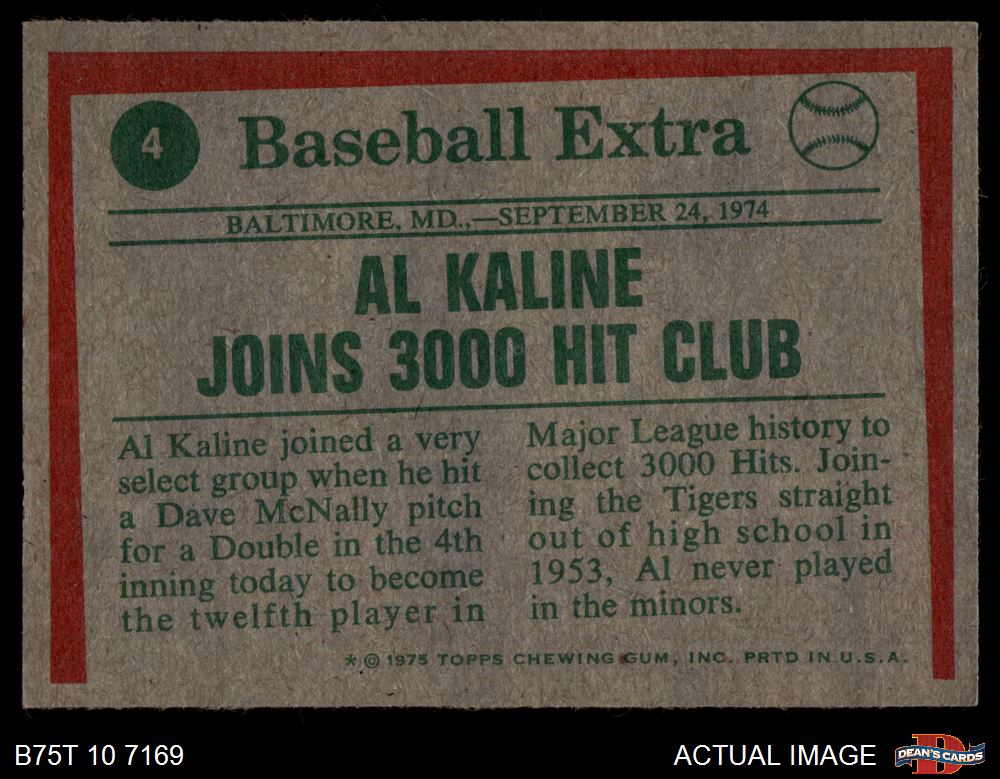 4
Baseball Extra
BALTIMORE, MD.,—SEPTEMBER 24, 1974
AL KALINE
JOINS 3000 HIT CLUB
Al Kaline joined a very
select group when he hit
a Dave McNally pitch
for a Double in the 4th
inning today to become
the twelfth player in
Major League history to
collect 3000 Hits. Join-
ing the Tigers straight
out of high school in
1953, Al never played
in the minors.
*© 1975 TOPPS CHEWING GUM, INC. PRTD IN U.S.A.
B75T 10 7169
ACTUAL IMAGE
DEAN'S CARDS